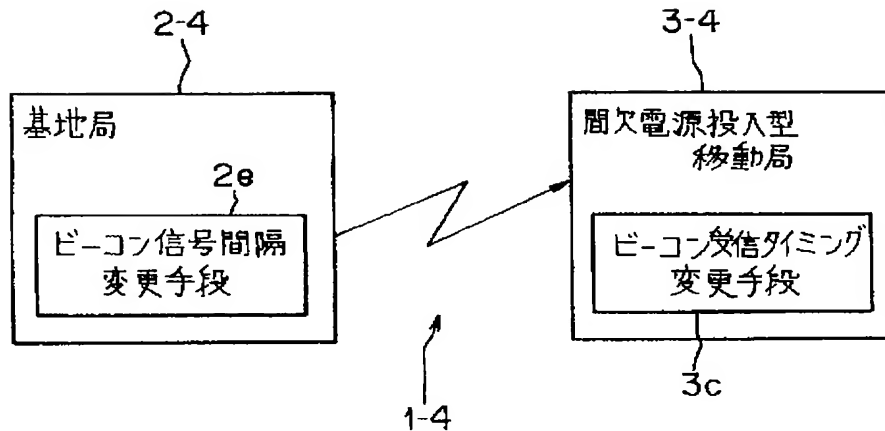 2-4
3-4
基地局
2e
ビーコン信号間隔
変更手段
間欠電源投入型
移動局
ビーコン受信タイミング
変更手段
3c
1-4